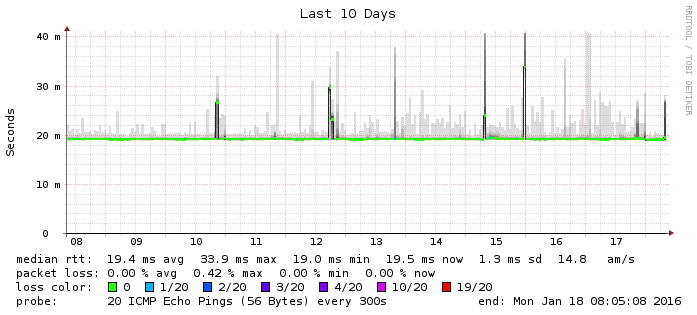 Last 10 Days
RRDTOOL / TOBI OETIKER
Seconds
40 m
30 m
20 m
10 m
0
08 09 10 11 12 13 14 15 16 17
median rtt: 19.4 ms avg 33.9 ms max 19.0 ms min 19.5 ms now 1.3 ms sd 14.8 am/s
packet loss: 0.00 % avg 0.42 % max 0.00 % min 0.00 % now
loss color: 0 1/20 2/20 3/20 4/20 10/20 19/20
probe: 20 ICMP Echo Pings (56 Bytes) every 300s end: Mon Jan 18 08:05:08 2016